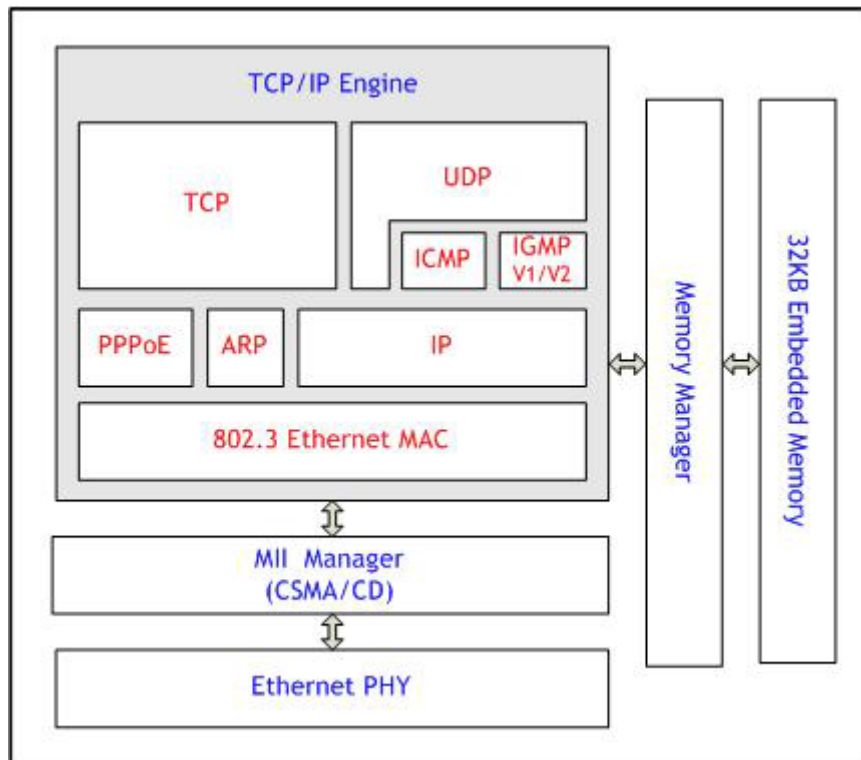 TCP/IP Engine
TCP
UDP
ICMP
IGMP
V1/V2
PPPoE
ARP
IP
802.3 Ethernet MAC
MII Manager
(CSMA/CD)
Ethernet PHY
Memory Manager
32KB Embedded Memory